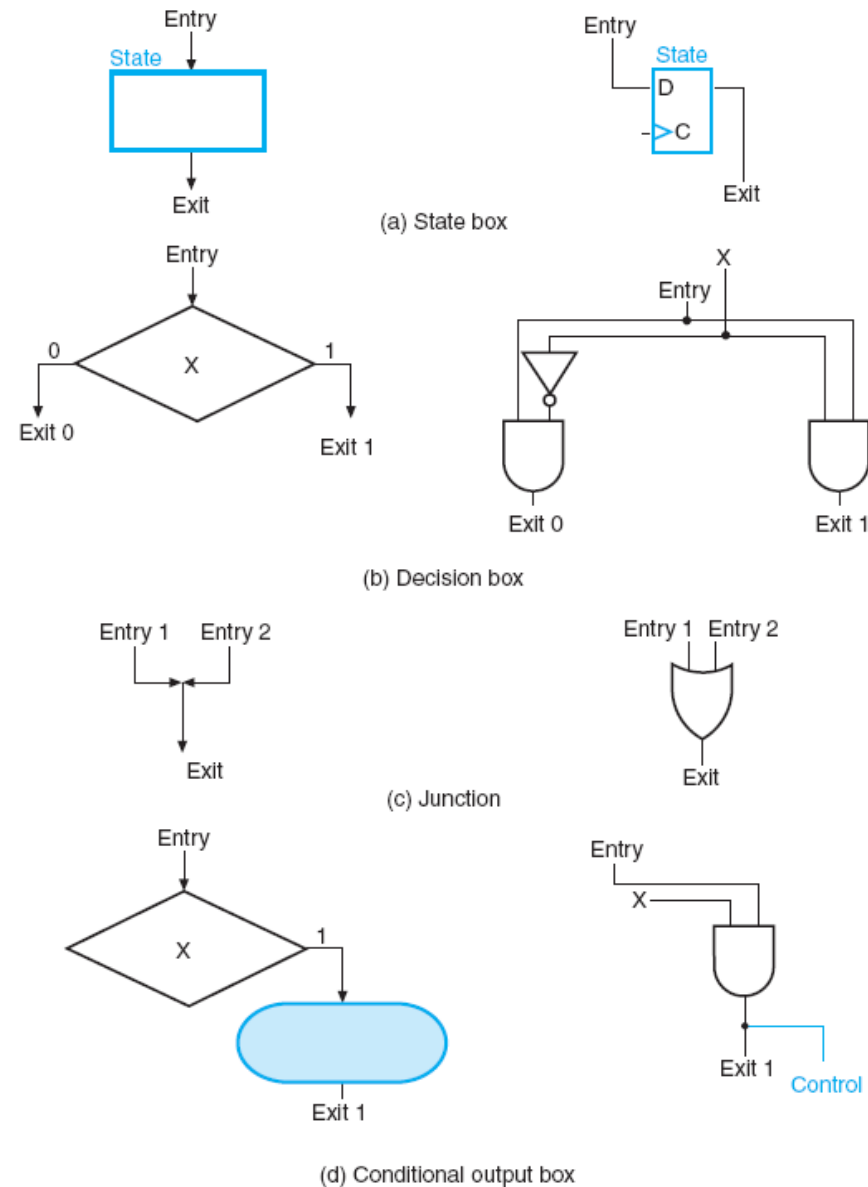 Entry
State
Exit
Entry
State
D
C
Exit
(a) State box
Entry
0
X
1
Exit 0
Exit 1
X
Entry
Exit 0
Exit 1
(b) Decision box
Entry 1 Entry 2
Exit
Entry 1 Entry 2
Exit
(c) Junction
Entry
X
1
Exit 1
Entry
X
Exit 1
Control
(d) Conditional output box